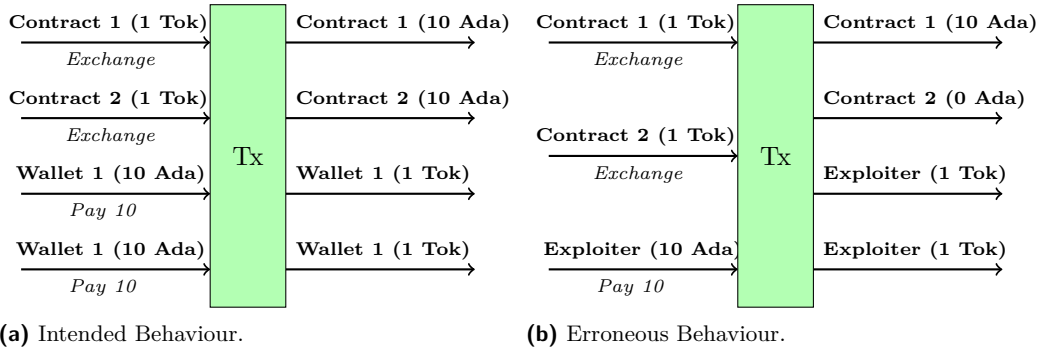 Contract 1 (1 Tok)
Exchange
Contract 2 (1 Tok)
Exchange
Wallet 1 (10 Ada)
Pay 10
Wallet 1 (10 Ada)
Pay 10
Tx
Contract 1 (10 Ada)
Contract 2 (10 Ada)
Wallet 1 (1 Tok)
Wallet 1 (1 Tok)
(a) Intended Behaviour.
Contract 1 (1 Tok)
Exchange
Contract 2 (1 Tok)
Exchange
Exploiter (10 Ada)
Pay 10
Tx
Contract 1 (10 Ada)
Contract 2 (0 Ada)
Exploiter (1 Tok)
Exploiter (1 Tok)
(b) Erroneous Behaviour.